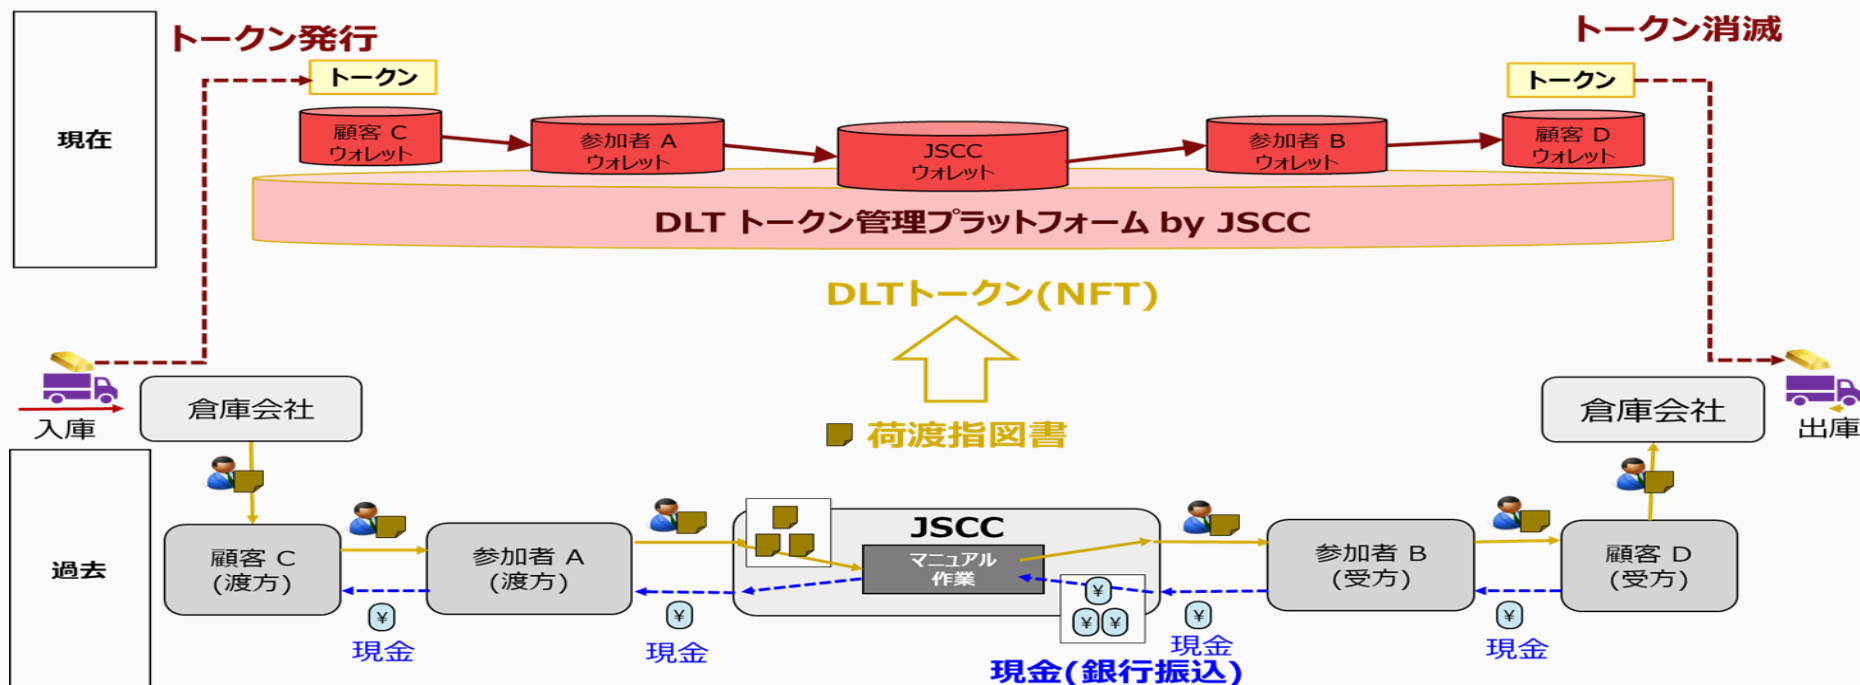 トークン発行
トークン消滅
トークン
トークン
現在
顧客 C
ウォレット
参加者 A
ウォレット
JSCC
ウォレット
参加者 B
ウォレット
顧客 D
ウォレット
DLT トークン管理プラットフォーム by JSCC
DLTトークン(NFT)
入庫
倉庫会社
荷渡指図書
倉庫会社
出庫
過去
顧客 C
(渡方)
参加者 A
(渡方)
JSCC
マニュアル
作業
参加者 B
(受方)
顧客 D
(受方)
¥
¥
¥
¥ ¥
¥
¥
現金
現金
現金
現金
現金(銀行振込)